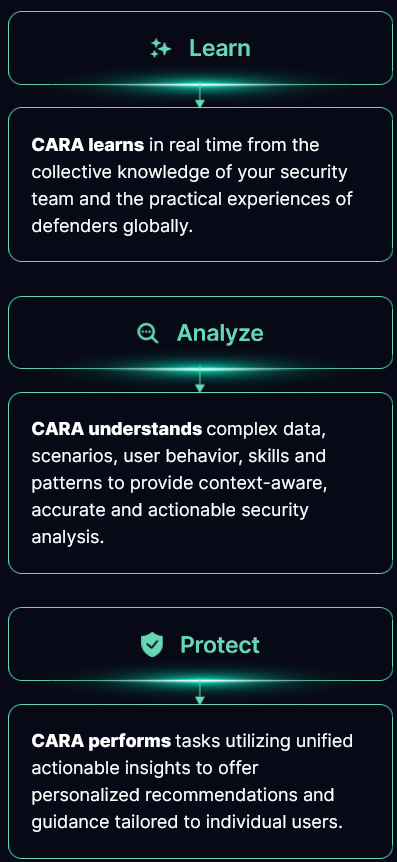 Learn
CARA learns in real time from the
collective knowledge of your security
team and the practical experiences of
defenders globally.
Analyze
CARA understands complex data,
scenarios, user behavior, skills and
patterns to provide context-aware,
accurate and actionable security
analysis.
Protect
CARA performs tasks utilizing unified
actionable insights to offer
personalized recommendations and
guidance tailored to individual users.